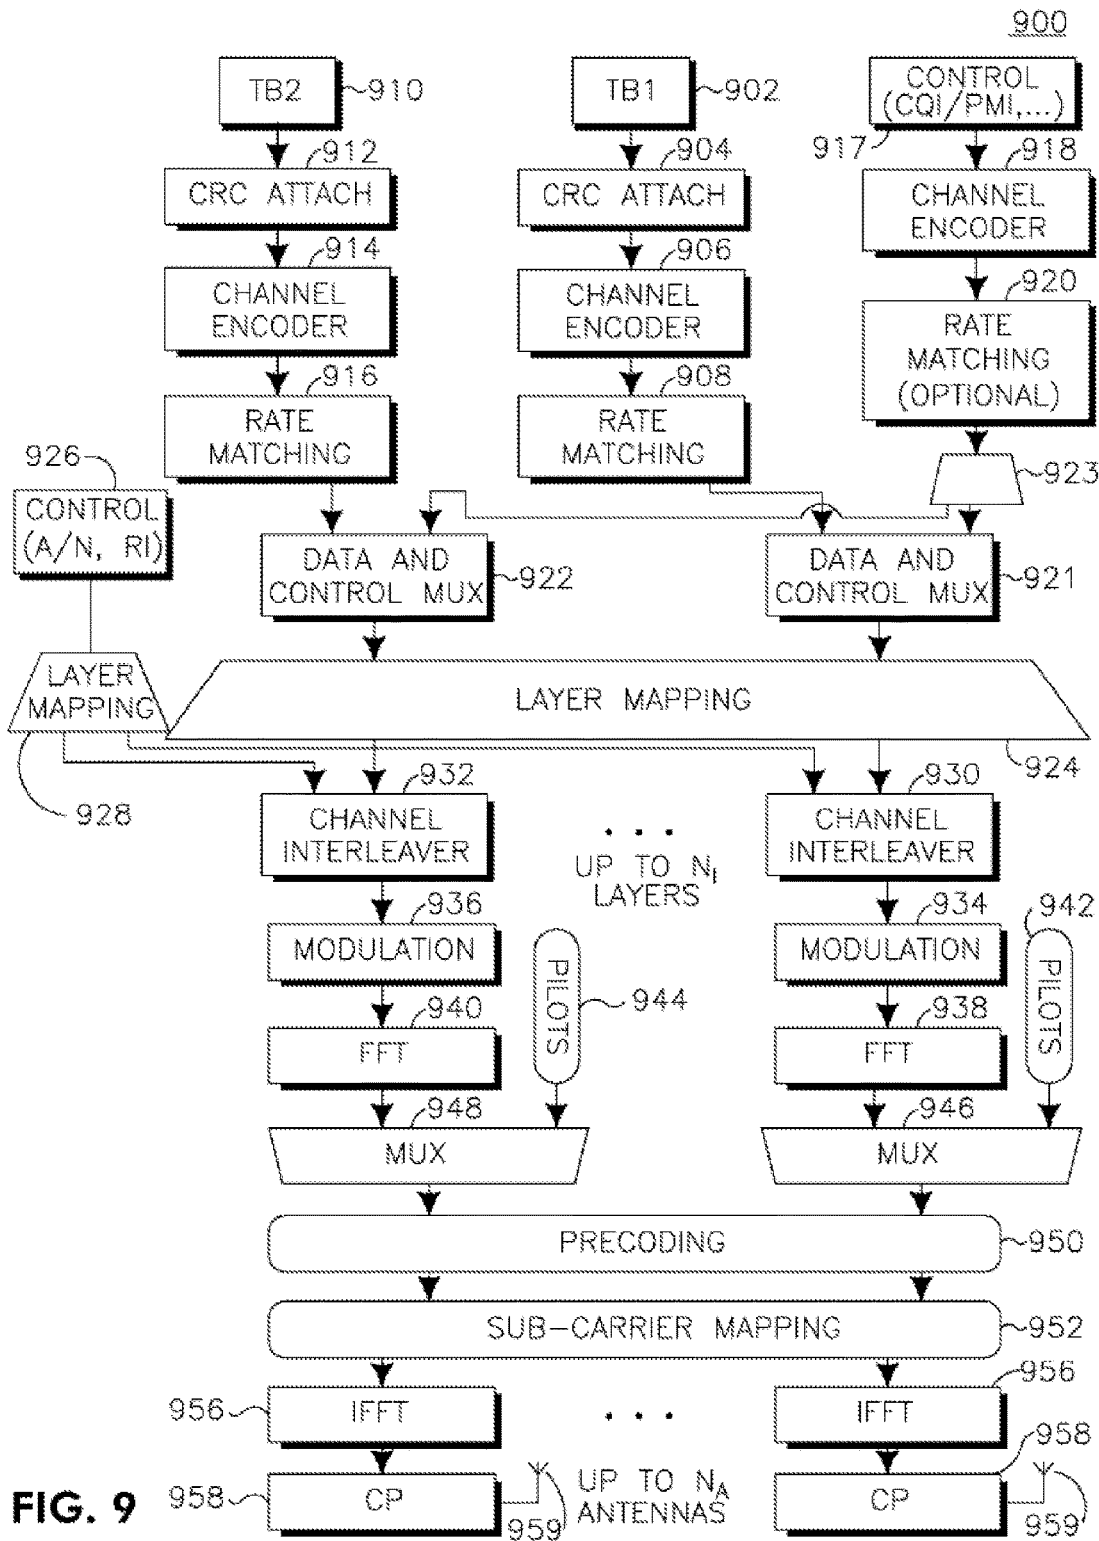 900
TB2
910
TB1
902
CONTROL
(CQI/PMI,...)
917
912
CRC ATTACH
904
CRC ATTACH
918
CHANNEL
ENCODER
914
CHANNEL
ENCODER
906
CHANNEL
ENCODER
920
RATE
MATCHING
(OPTIONAL)
916
RATE
MATCHING
908
RATE
MATCHING
923
926
CONTROL
(A/N, RI)
DATA AND
CONTROL MUX
922
DATA AND
CONTROL MUX
921
LAYER
MAPPING
928
LAYER MAPPING
924
932
CHANNEL
INTERLEAVER
930
CHANNEL
INTERLEAVER
...
UP TO Nl
LAYERS
936
MODULATION
934
MODULATION
942
PILOTS
944
PILOTS
940
FFT
938
FFT
948
MUX
946
MUX
PRECODING
950
SUB-CARRIER MAPPING
952
956
IFFT
...
956
IFFT
958
CP
959
UP TO NA
ANTENNAS
958
CP
959
FIG. 9